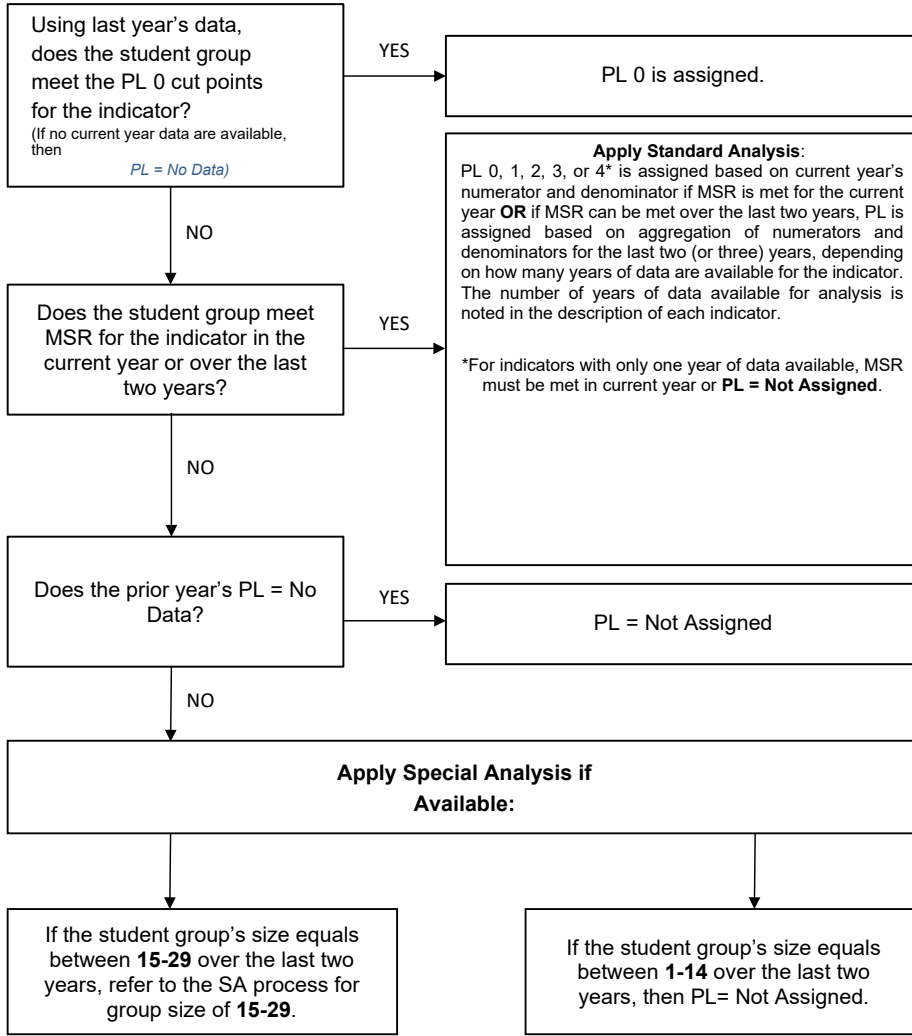 Using last year's data,
does the student group
meet the PL 0 cut points
for the indicator?
(If no current year data are available,
then
PL = No Data)
YES
PL 0 is assigned.
NO
Apply Standard Analysis:
PL 0, 1, 2, 3, or 4* is assigned based on current year's
numerator and denominator if MSR is met for the current
year OR if MSR can be met over the last two years, PL is
assigned based on aggregation of numerators and
denominators for the last two (or three) years, depending
on how many years of data are available for the indicator.
The number of years of data available for analysis is
noted in the description of each indicator.
*For indicators with only one year of data available, MSR
must be met in current year or PL = Not Assigned.
Does the student group meet
MSR for the indicator in the
current year or over the last
two years?
YES
NO
Does the prior year's PL = No
Data?
YES
PL = Not Assigned
NO
Apply Special Analysis if
Available:
If the student group's size equals
between 15-29 over the last two
years, refer to the SA process for
group size of 15-29.
If the student group's size equals
between 1-14 over the last two
years, then PL= Not Assigned.